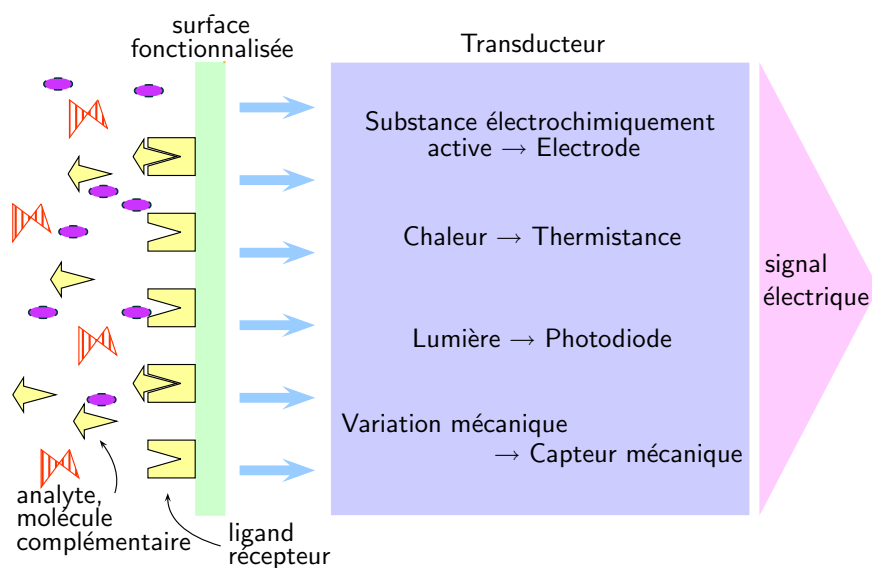 surface
fonctionnalisée
Transducteur
Substance électrochimiquement
active → Electrode
Chaleur → Thermistance
Lumière → Photodiode
Variation mécanique
→ Capteur mécanique
signal
électrique
analyte,
molécule
complémentaire
ligand
récepteur